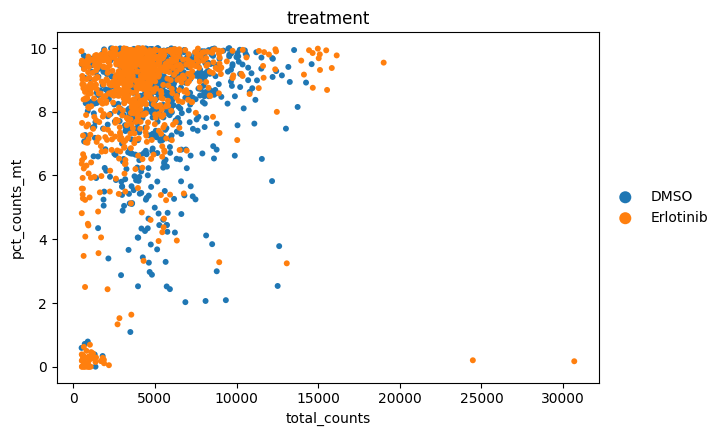 treatment
10
8
6
4
2
0
pct_counts_mt
0
5000
10000
15000
20000
25000
30000
total_counts
DMSO
Erlotinib